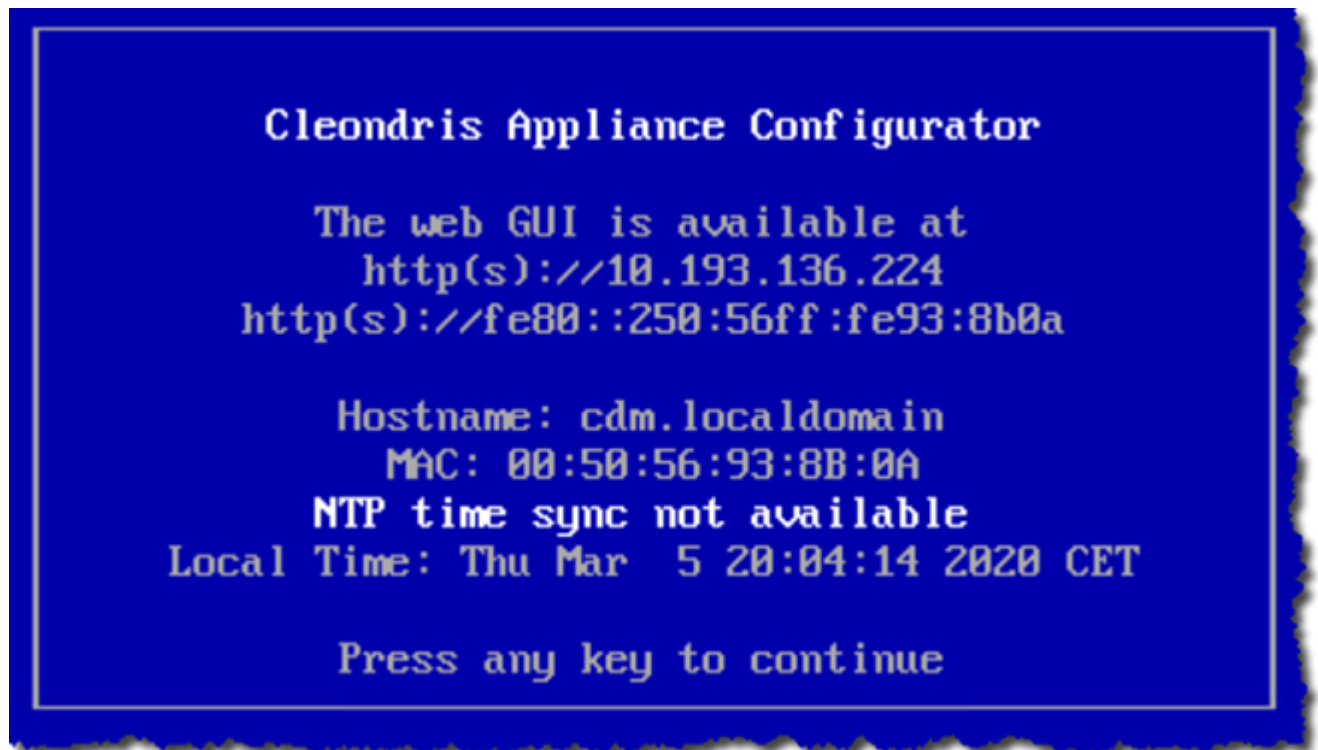 Cleondris Appliance Configurator
The web GUI is available at
http(s)://10.193.136.224
http(s)://fe80::250:56ff:fe93:8b0a
Hostname: cdm.localdomain
MAC: 00:50:56:93:8B:0A
NTP time sync not available
Local Time: Thu Mar  5 20:04:14 2020 CET
Press any key to continue